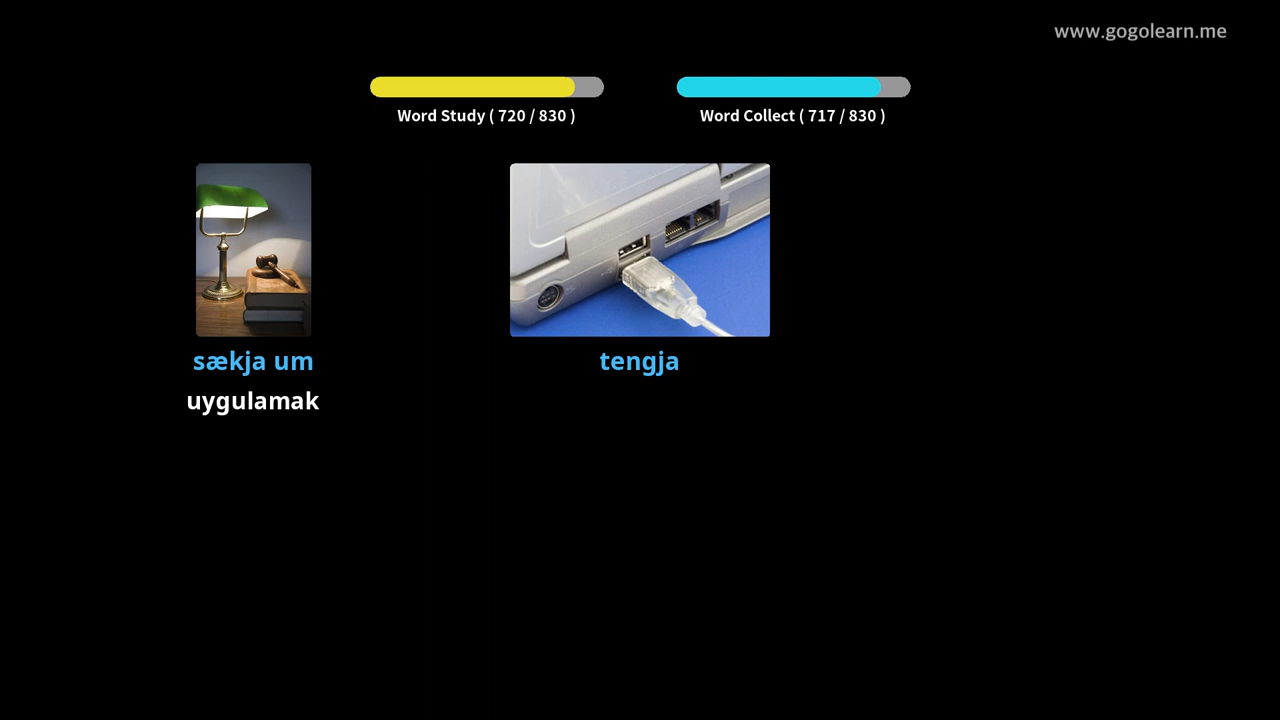 www.gogolearn.me
Word Study ( 720 / 830 )
Word Collect ( 717 / 830 )
sækja um
uygulamak
tengja